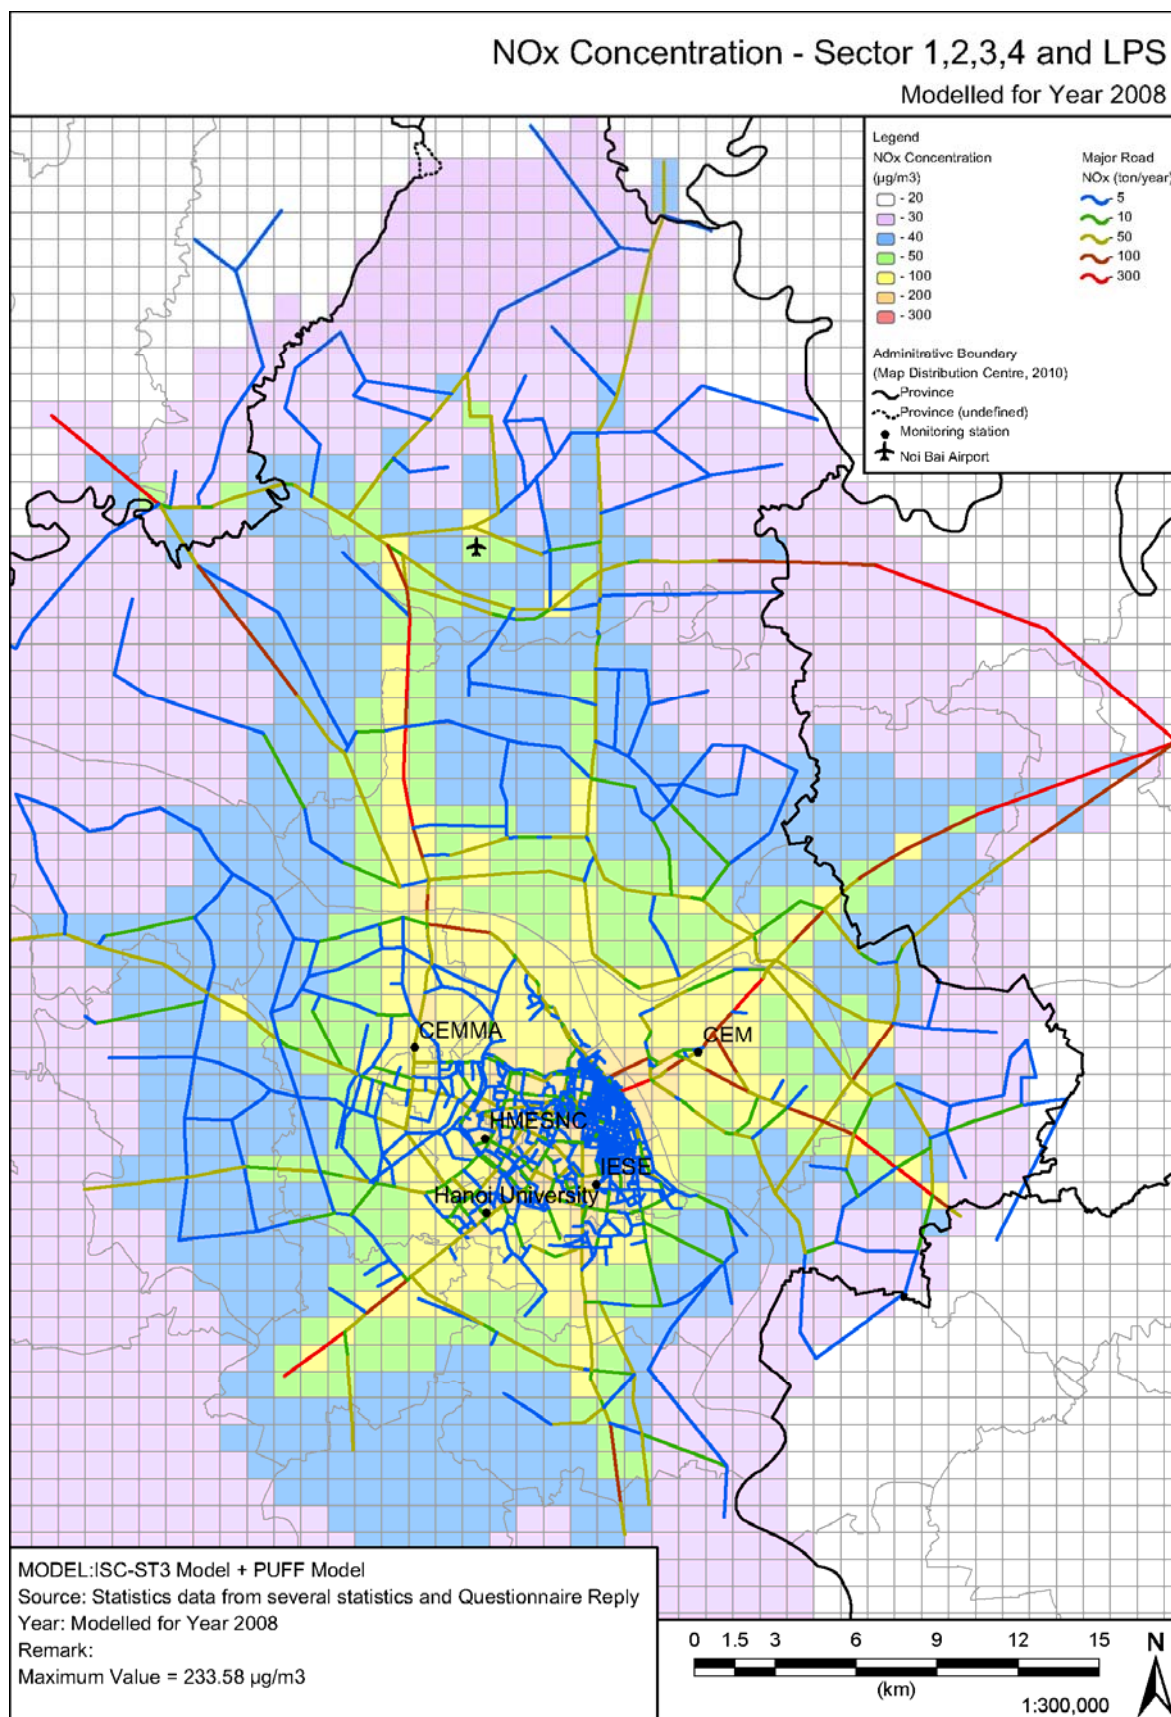 NOx Concentration - Sector 1,2,3,4 and LPS
Modelled for Year 2008
Legend
NOx Concentration
(µg/m3)
- 20
- 30
- 40
- 50
- 100
- 200
- 300
Major Road
NOx (ton/year)
- 5
- 10
- 50
- 100
- 300
Adminitrative Boundary
(Map Distribution Centre, 2010)
Province
Province (undefined)
Monitoring station
Noi Bai Airport
CEMMA
CEM
HMESNC
IESE
Hanoi University
MODEL:ISC-ST3 Model + PUFF Model
Source: Statistics data from several statistics and Questionnaire Reply
Year: Modelled for Year 2008
Remark:
Maximum Value = 233.58 µg/m3
0 1.5 3 6 9 12 15
(km)
N
1:300,000